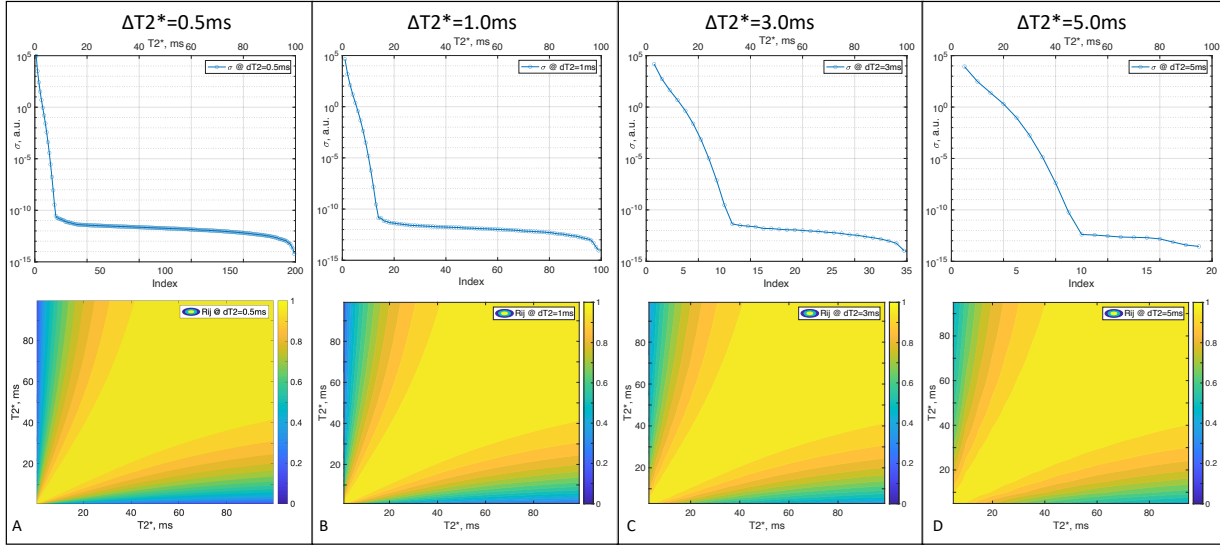 ΔT2*=0.5ms
T2*, ms
0 20 40 60 80 100
10^5
10^0
10^-5
10^-10
10^-15
σ, a.u.
σ @ dT2=0.5ms
0 50 100 150 200
Index
Rij @ dT2=0.5ms
T2*, ms
80
60
40
20
20 40 60 80
T2*, ms
1
0.8
0.6
0.4
0.2
0
A
ΔT2*=1.0ms
T2*, ms
0 20 40 60 80 100
10^5
10^0
10^-5
10^-10
10^-15
σ, a.u.
σ @ dT2=1ms
0 20 40 60 80 100
Index
Rij @ dT2=1ms
T2*, ms
80
60
40
20
20 40 60 80
T2*, ms
1
0.8
0.6
0.4
0.2
0
B
ΔT2*=3.0ms
T2*, ms
0 20 40 60 80 100
10^5
10^0
10^-5
10^-10
10^-15
σ, a.u.
σ @ dT2=3ms
0 5 10 15 20 25 30 35
Index
Rij @ dT2=3ms
T2*, ms
90
80
70
60
50
40
30
20
10
20 40 60 80
T2*, ms
1
0.8
0.6
0.4
0.2
0
C
ΔT2*=5.0ms
T2*, ms
0 20 40 60 80 100
10^5
10^0
10^-5
10^-10
10^-15
σ, a.u.
σ @ dT2=5ms
0 5 10 15 20
Index
Rij @ dT2=5ms
T2*, ms
90
80
70
60
50
40
30
20
10
20 40 60 80
T2*, ms
1
0.8
0.6
0.4
0.2
0
D